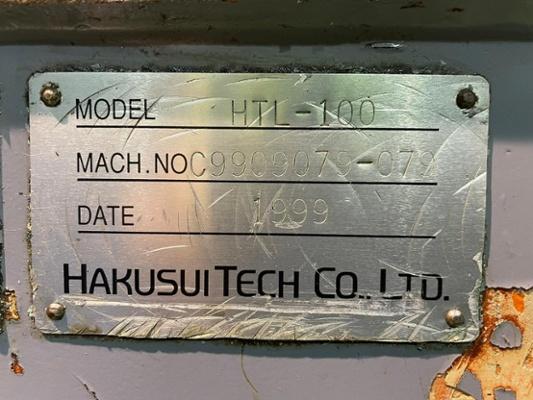 MODEL HTL-100
MACH.NO C9909079-079
DATE 1999
HAKUSUI TECH CO., LTD.